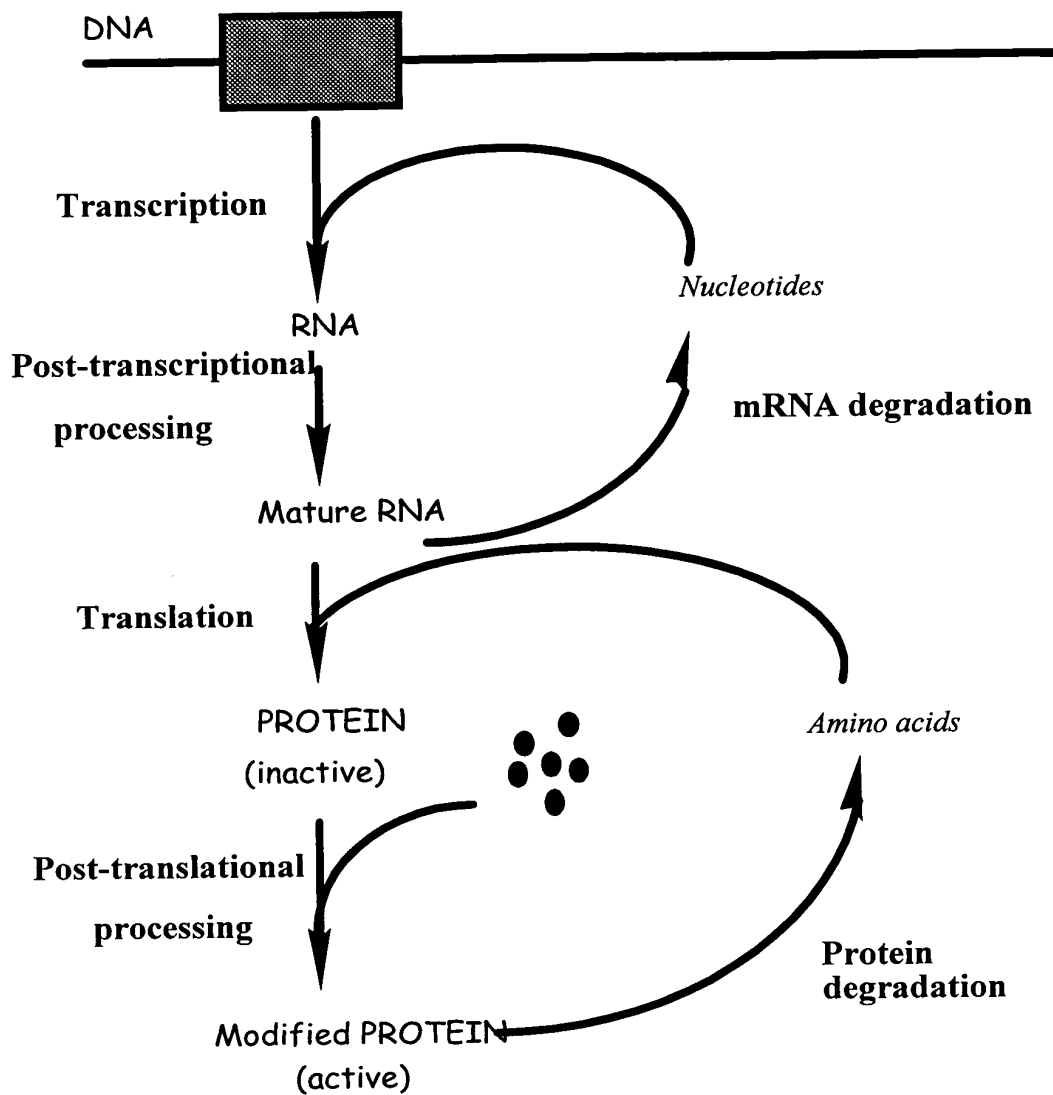 DNA
Transcription
Nucleotides
RNA
Post-transcriptional
processing
mRNA degradation
Mature RNA
Translation
PROTEIN
(inactive)
Amino acids
Post-translational
processing
Protein
degradation
Modified PROTEIN
(active)